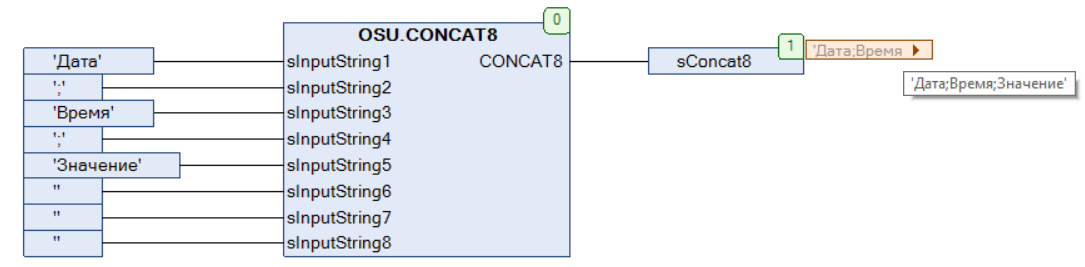 0
OSU.CONCAT8
1
'Дата;Время
'Дата' sInputString1 CONCAT8 sConcat8
';' sInputString2 'Дата;Время;Значение'
'Время' sInputString3
';' sInputString4
'Значение' sInputString5
'' sInputString6
'' sInputString7
'' sInputString8